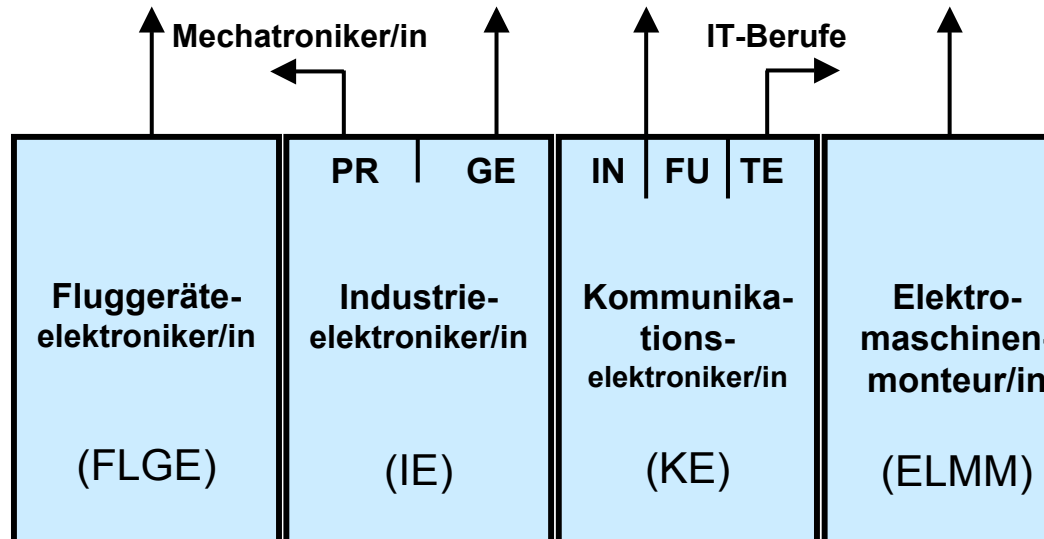 Mechatroniker/in
IT-Berufe
PR GE
IN FU TE
Fluggeräte-
elektroniker/in
(FLGE)
Industrie-
elektroniker/in
(IE)
Kommunika-
tions-
elektroniker/in
(KE)
Elektro-
maschinen-
monteur/in
(ELMM)